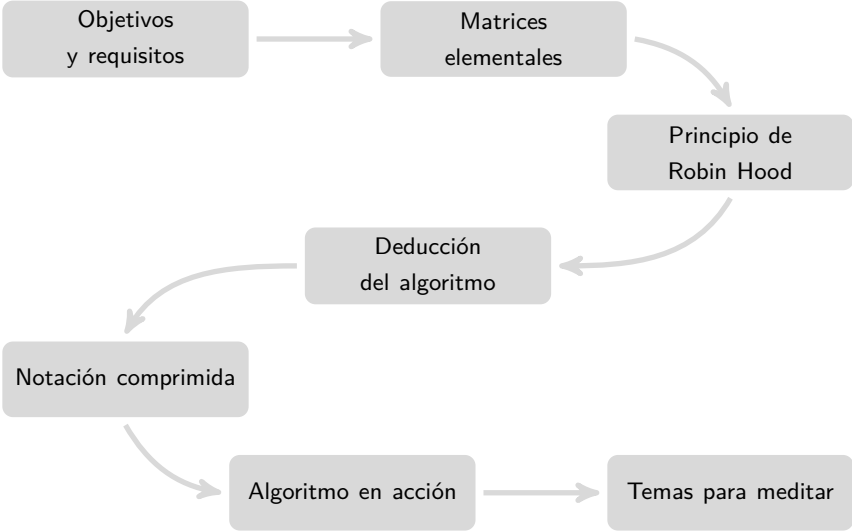 Objetivos
y requisitos
Matrices
elementales
Principio de
Robin Hood
Deducción
del algoritmo
Notación comprimida
Algoritmo en acción
Temas para meditar